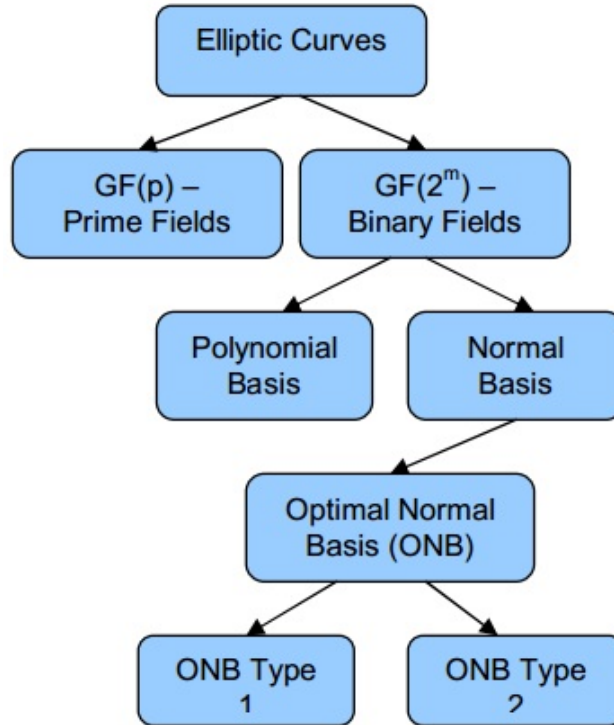 Elliptic Curves
GF(p) –
Prime Fields
GF(2^m) –
Binary Fields
Polynomial
Basis
Normal
Basis
Optimal Normal
Basis (ONB)
ONB Type
1
ONB Type
2